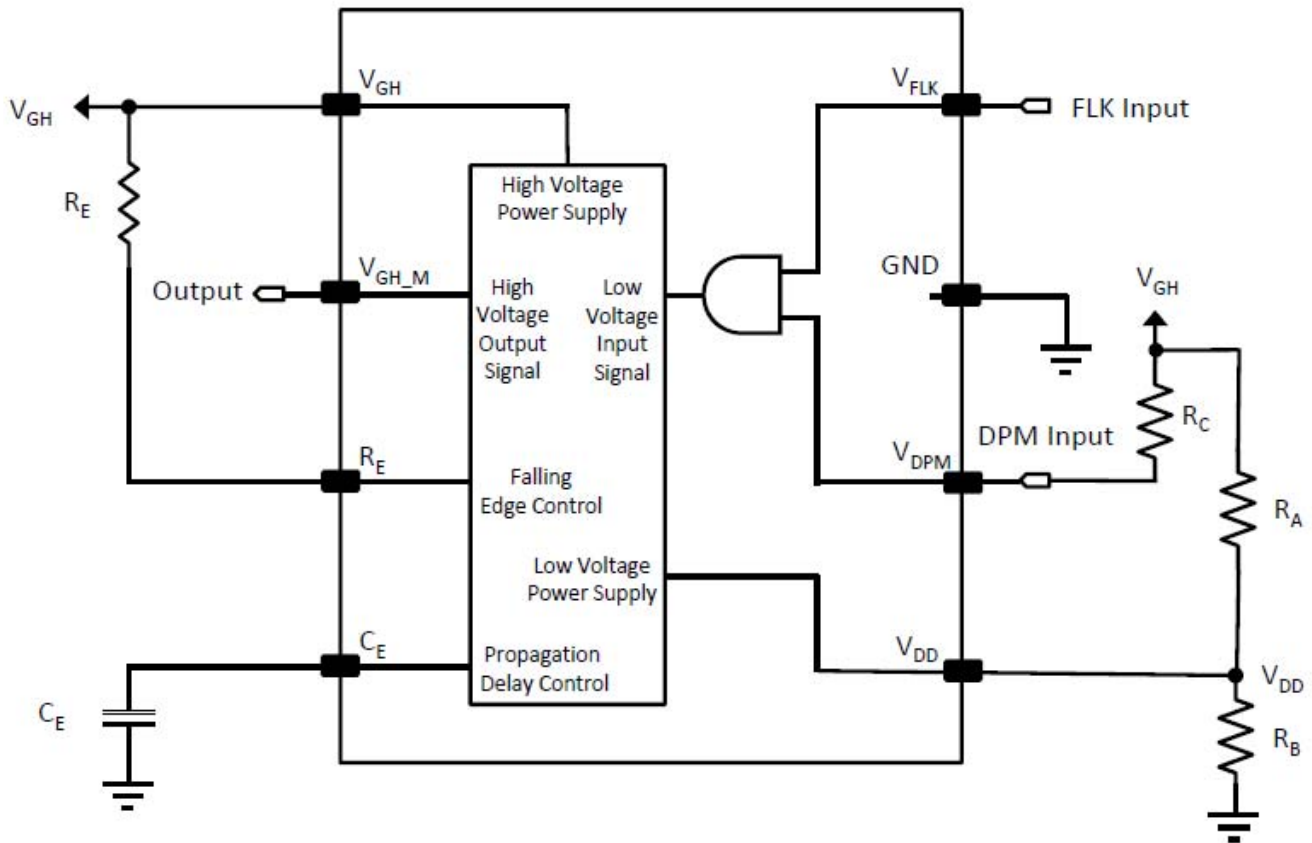 V_GH
V_GH
R_E
High Voltage
Power Supply
V_FLK
FLK Input
Output
V_GH_M
High
Voltage
Output
Signal
Low
Voltage
Input
Signal
GND
V_GH
R_C
DPM Input
V_DPM
R_A
R_E
Falling
Edge Control
Low Voltage
Power Supply
V_DD
V_DD
R_B
C_E
C_E
Propagation
Delay Control